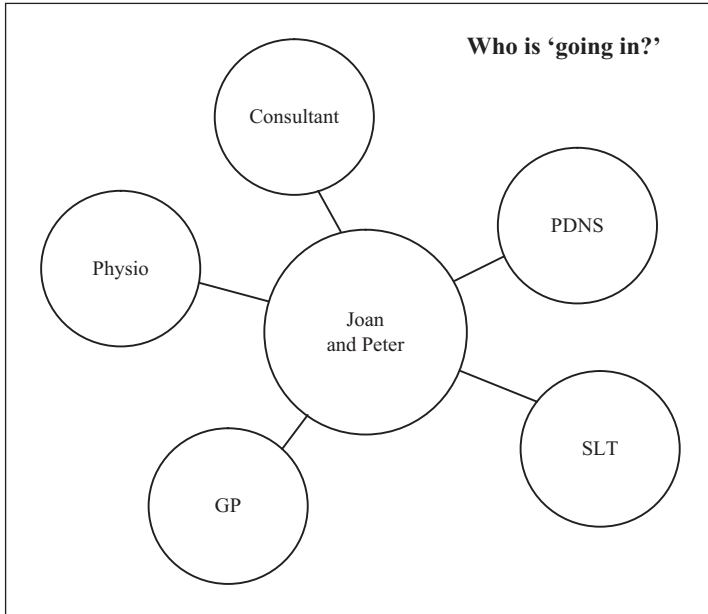 Who is ‘going in?’
Consultant
PDNS
Physio
Joan
and Peter
SLT
GP